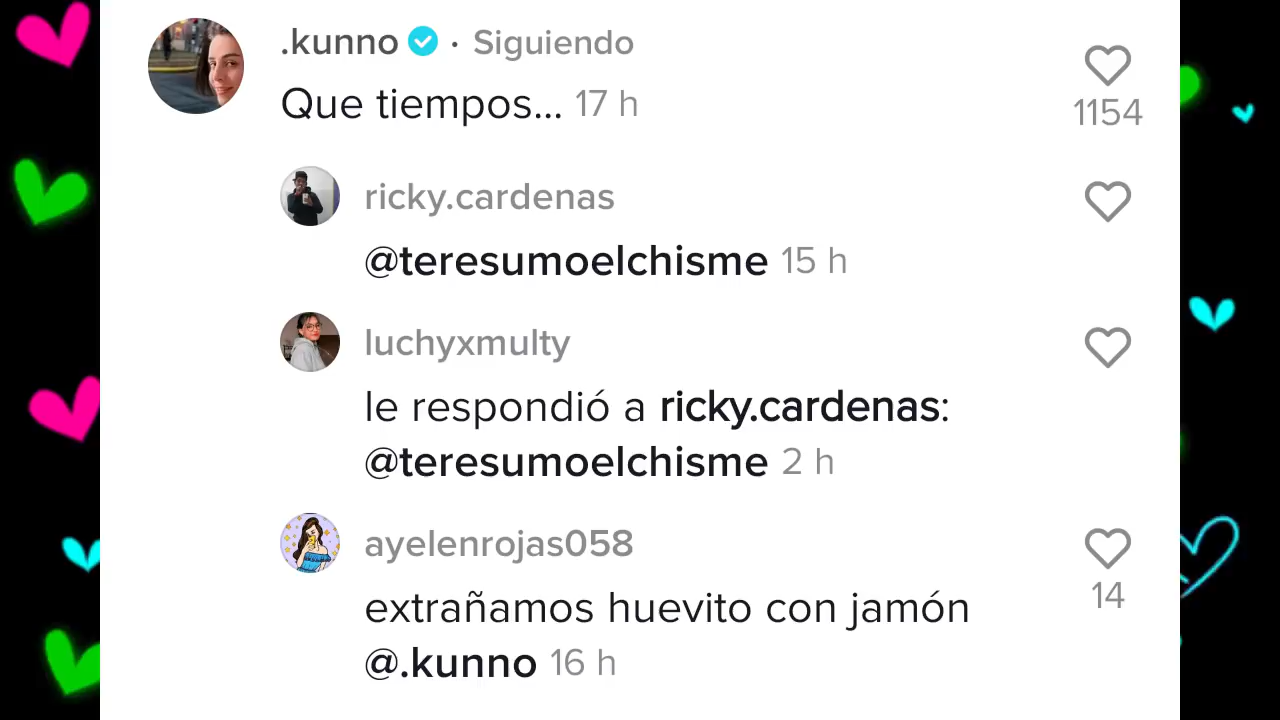 .kunno · Siguiendo
Que tiempos... 17 h
1154
ricky.cardenas
@teresumoelchisme 15 h
luchyxmulty
le respondió a ricky.cardenas:
@teresumoelchisme 2 h
ayelenrojas058
14
extrañamos huevito con jamón
@.kunno 16 h